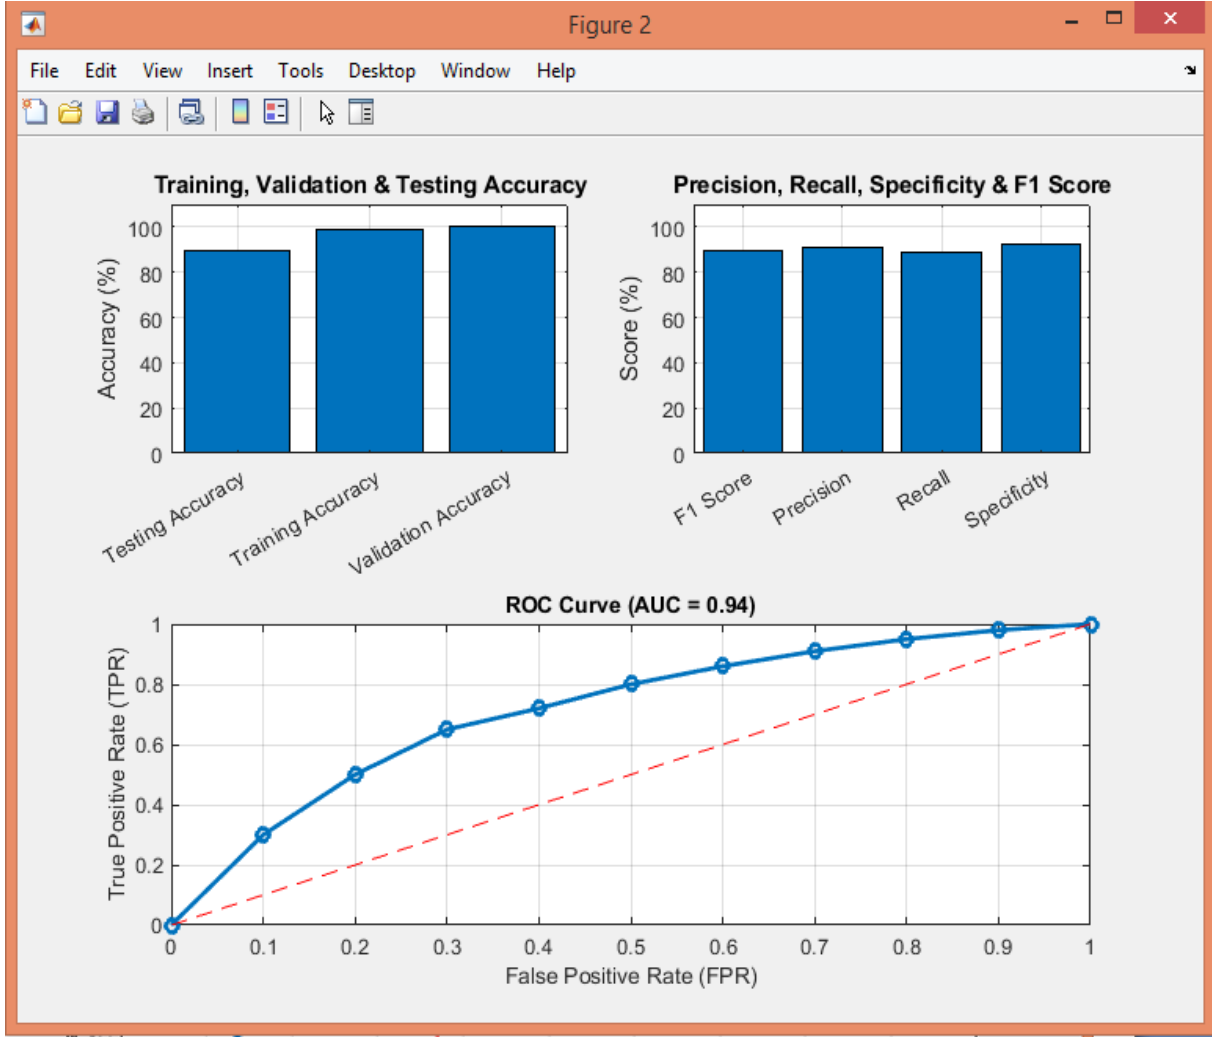 Figure 2
File Edit View Insert Tools Desktop Window Help
Training, Validation & Testing Accuracy
Accuracy (%)
100
80
60
40
20
0
Testing Accuracy
Training Accuracy
Validation Accuracy
Precision, Recall, Specificity & F1 Score
Score (%)
100
80
60
40
20
0
F1 Score
Precision
Recall
Specificity
ROC Curve (AUC = 0.94)
True Positive Rate (TPR)
1
0.8
0.6
0.4
0.2
0
0 0.1 0.2 0.3 0.4 0.5 0.6 0.7 0.8 0.9 1
False Positive Rate (FPR)